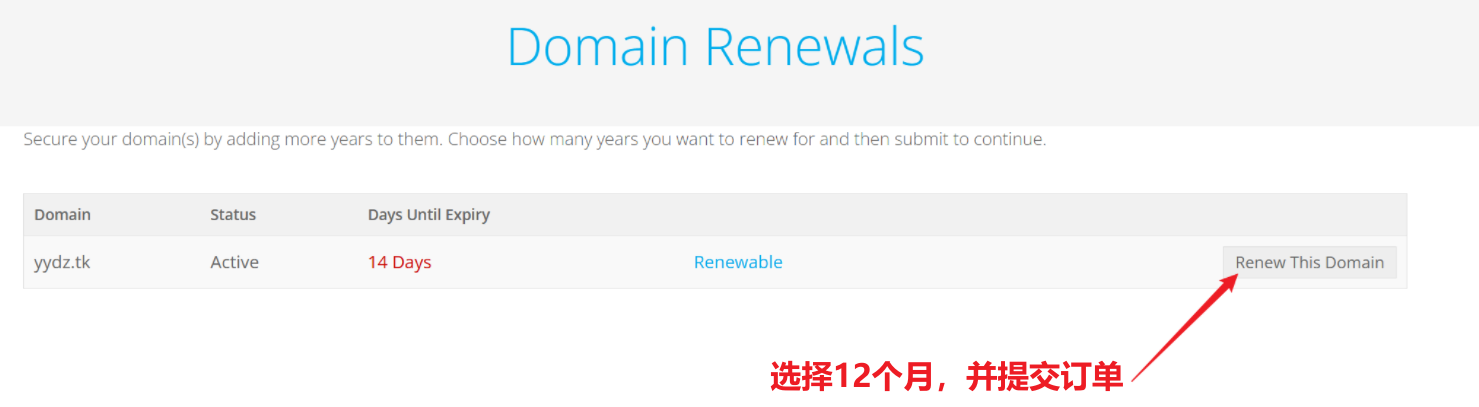 Domain Renewals
Secure your domain(s) by adding more years to them. Choose how many years you want to renew for and then submit to continue.
Domain Status Days Until Expiry
yydz.tk Active 14 Days Renewable Renew This Domain
选择12个月，并提交订单